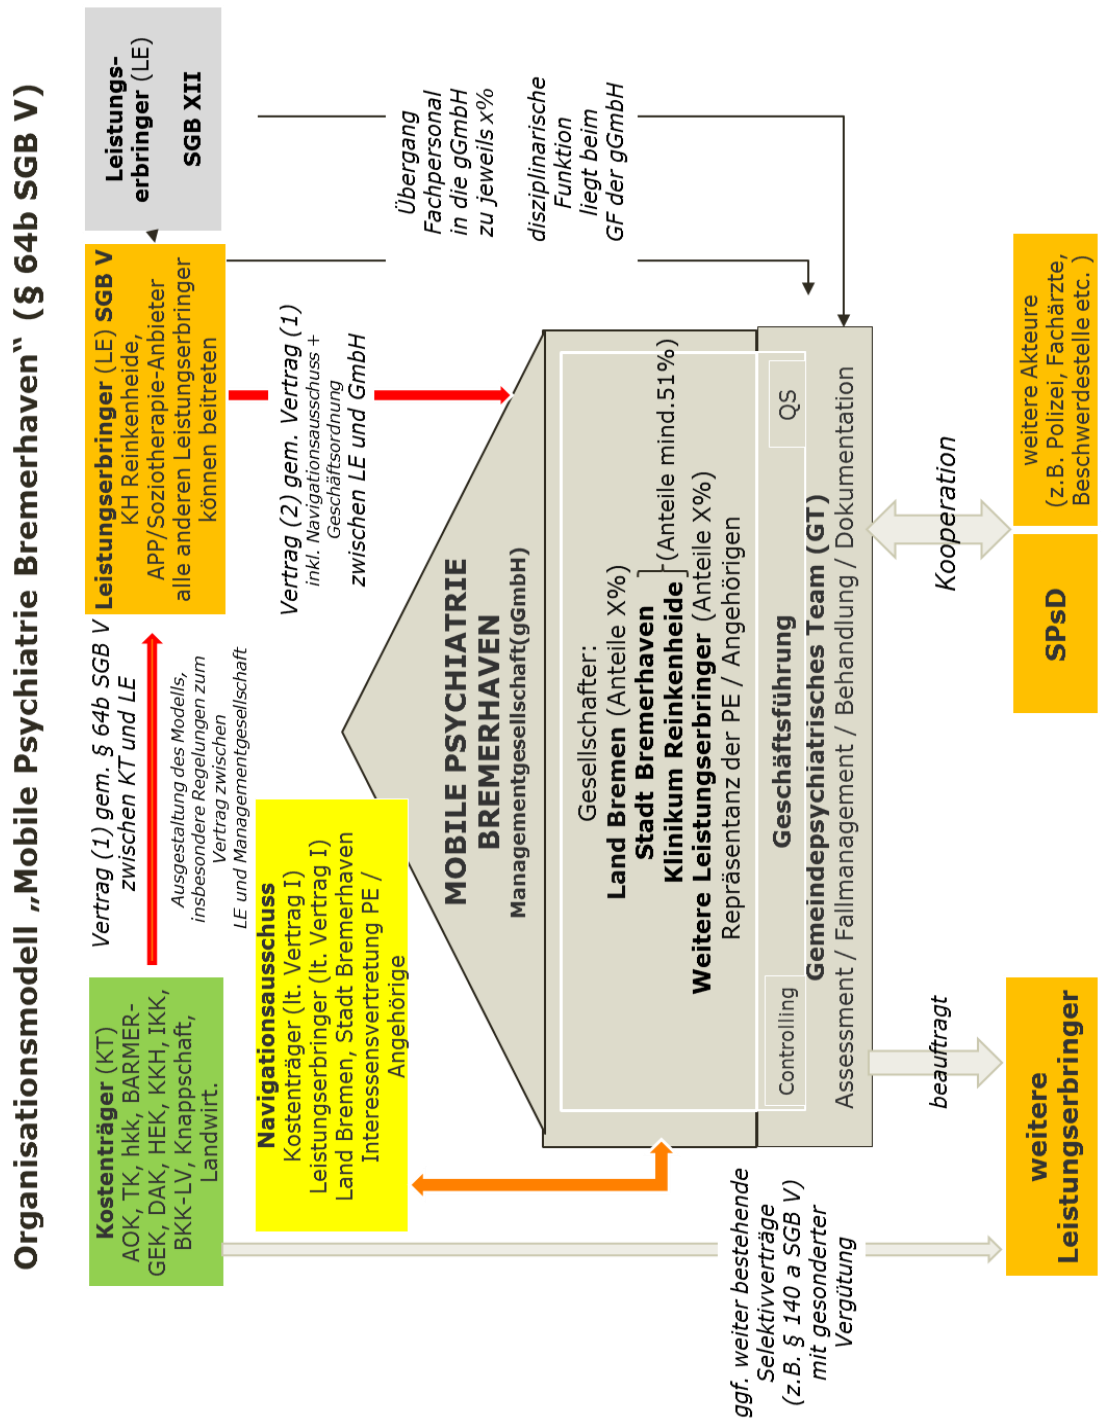 Organisationsmodell „Mobile Psychiatrie Bremerhaven“ (§ 64b SGB V)
Kostenträger (KT)
AOK, TK, hkk, BARMER-
GEK, DAK, HEK, KKH, IKK,
BKK-LV, Knappschaft,
Landwirt.
Vertrag (1) gem. § 64b SGB V
zwischen KT und LE
Ausgestaltung des Modells,
insbesondere Regelungen zum
Vertrag zwischen
LE und Managementgesellschaft
Leistungserbringer (LE) SGB V
KH Reinkenheide,
APP/Soziotherapie-Anbieter
alle anderen Leistungserbringer
können beitreten
Leistungs-
erbringer (LE)
SGB XII
Navigationsausschuss
Kostenträger (lt. Vertrag I)
Leistungserbringer (lt. Vertrag I)
Land Bremen, Stadt Bremerhaven
Interessensvertretung PE /
Angehörige
Vertrag (2) gem. Vertrag (1)
inkl. Navigationsausschuss +
Geschäftsordnung
zwischen LE und GmbH
Übergang
Fachpersonal
in die gGmbH
zu jeweils x%
disziplinarische
Funktion
liegt beim
GF der gGmbH
MOBILE PSYCHIATRIE
BREMERHAVEN
Managementgesellschaft(gGmbH)
Gesellschafter:
Land Bremen (Anteile X%)
Stadt Bremerhaven
Klinikum Reinkenheide (Anteile mind.51%)
Weitere Leistungserbringer (Anteile X%)
Repräsentanz der PE / Angehörigen
Controlling
Geschäftsführung
QS
Gemeindepsychiatrisches Team (GT)
Assessment / Fallmanagement / Behandlung / Dokumentation
ggf. weiter bestehende
Selektivverträge
(z.B. § 140 a SGB V)
mit gesonderter
Vergütung
beauftragt
Kooperation
weitere
Leistungserbringer
SPsD
weitere Akteure
(z.B. Polizei, Fachärzte,
Beschwerdestelle etc. )